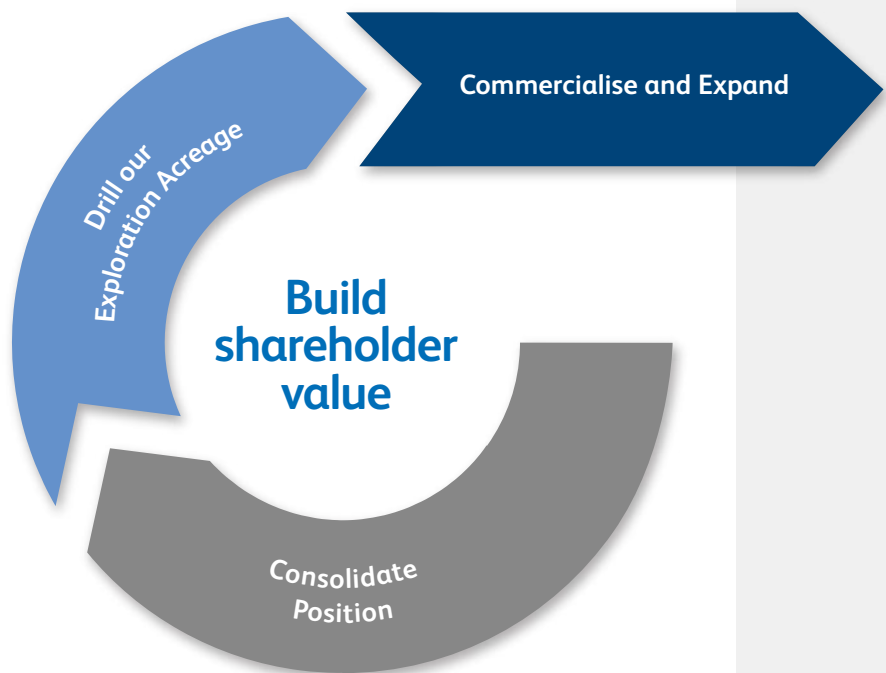 Commercialise and Expand
Drill our
Exploration Acreage
Build
shareholder
value
Consolidate
Position